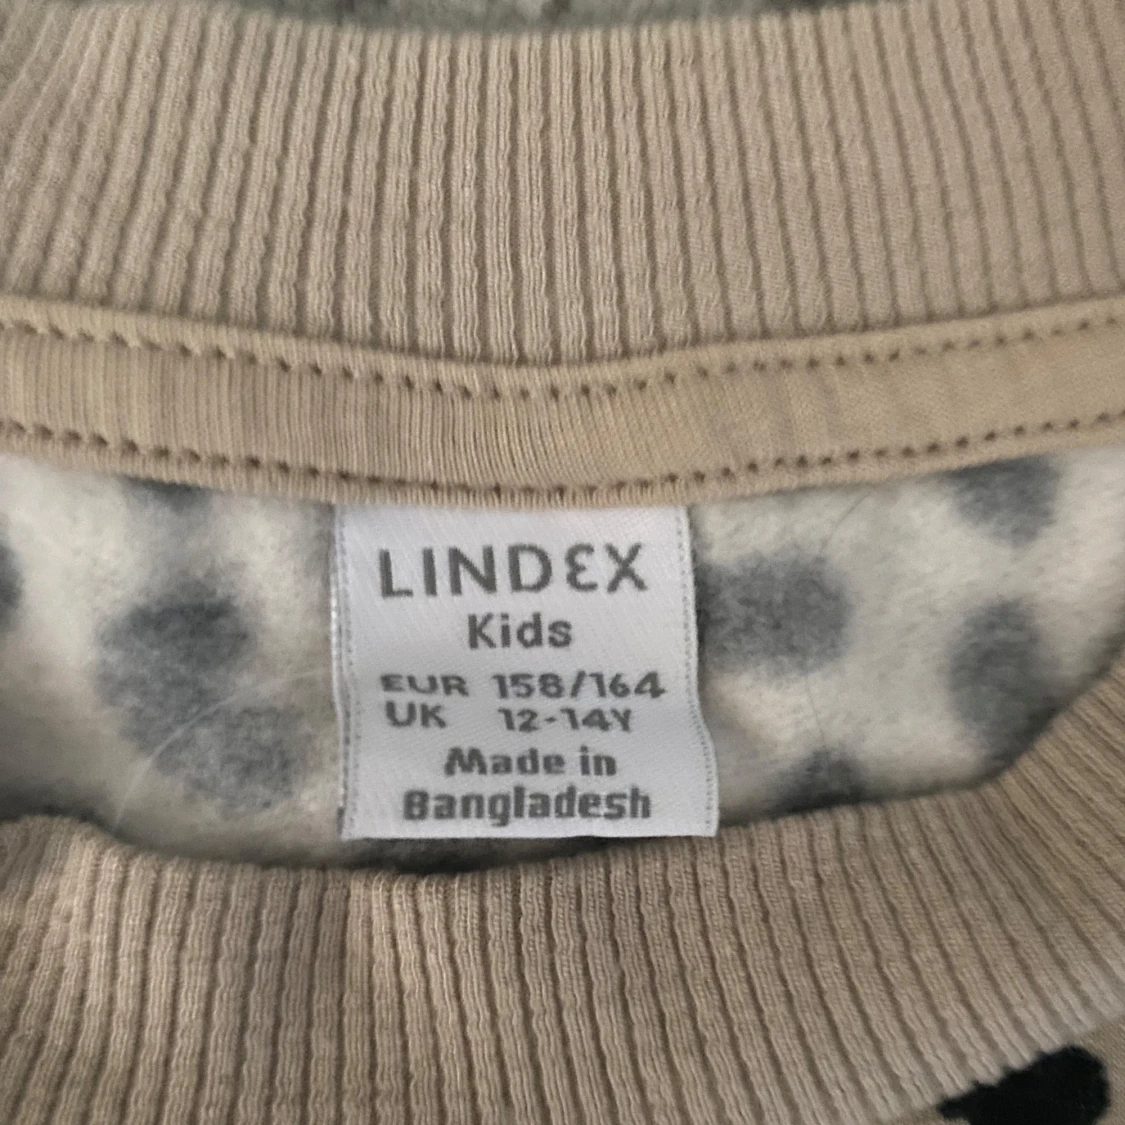 LINDEX
Kids
EUR 158/164
UK 12-14Y
Made in
Bangladesh